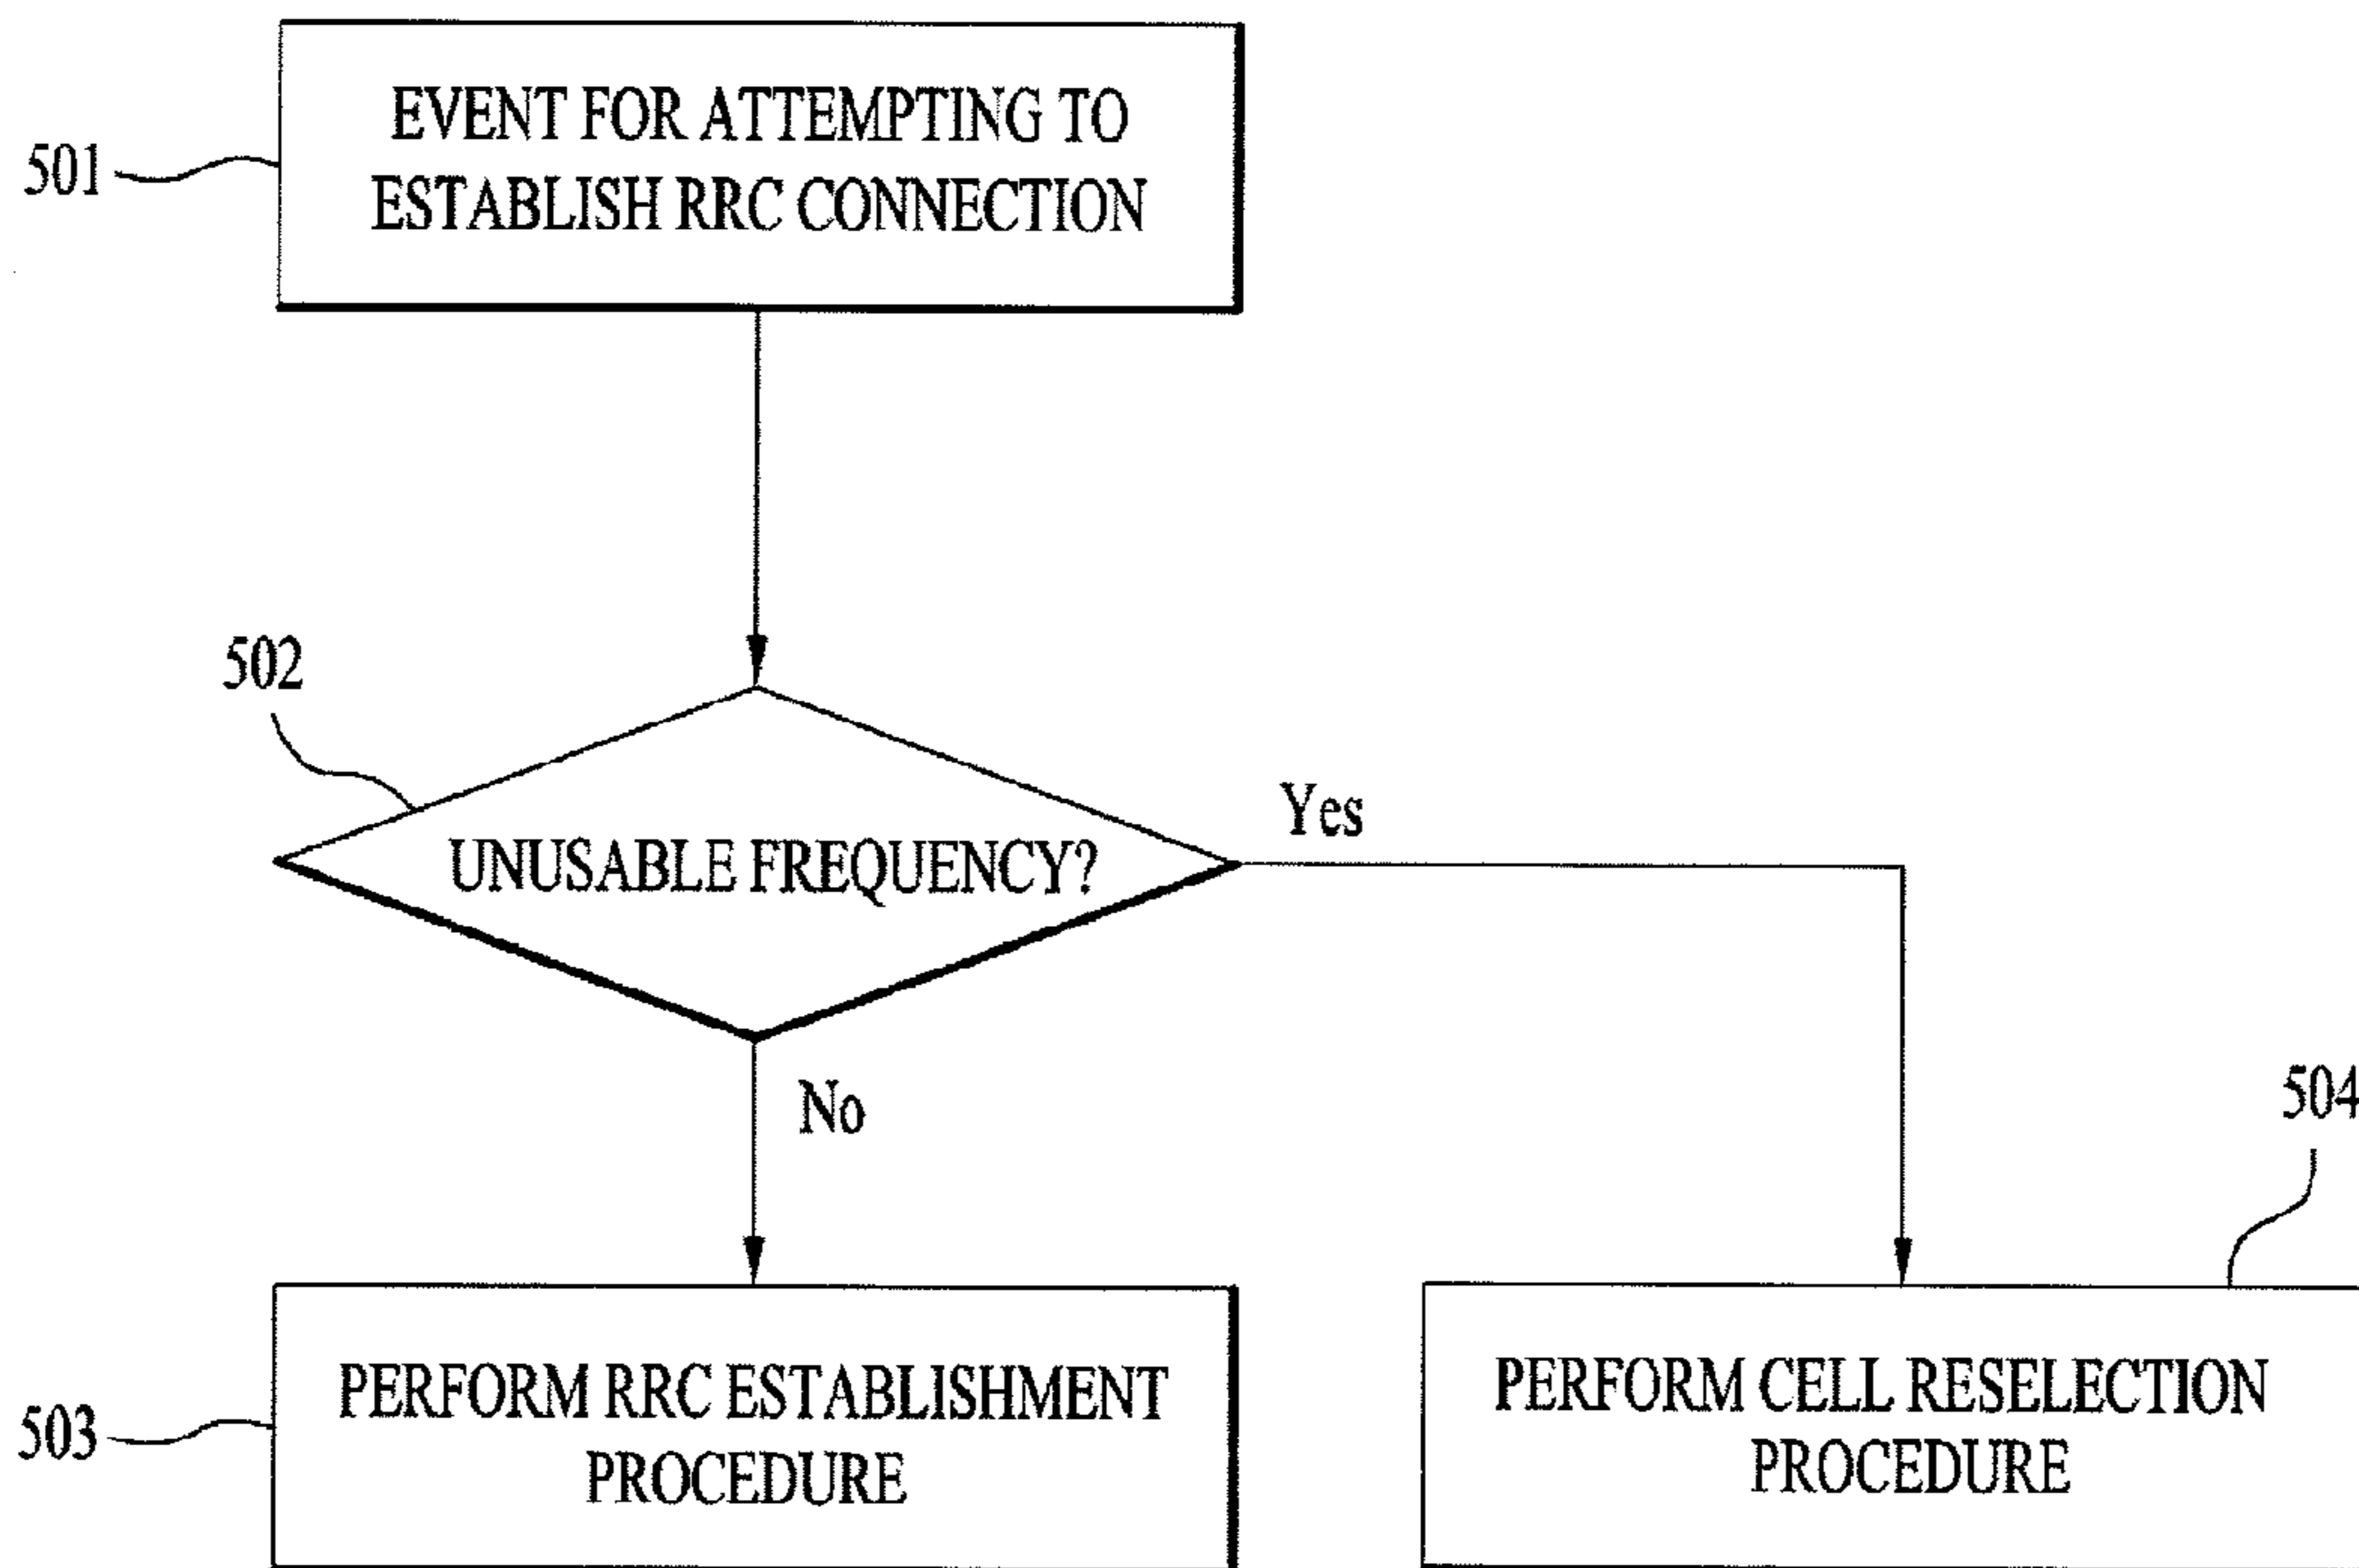 EVENT FOR ATTEMPTING TO
ESTABLISH RRC CONNECTION
501
502
Yes
UNUSABLE FREQUENCY?
No
504
PERFORM RRC ESTABLISHMENT
PROCEDURE
503
PERFORM CELL RESELECTION
PROCEDURE